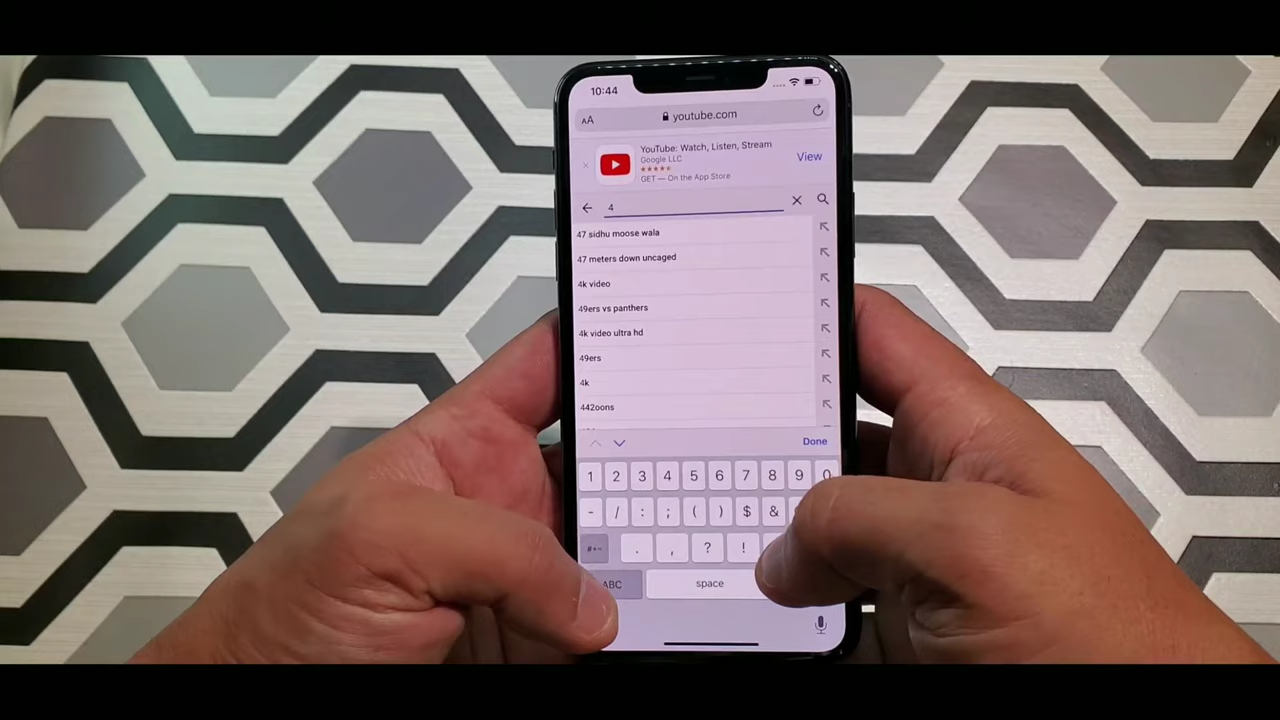 10:44
AA youtube.com
YouTube: Watch, Listen, Stream
Google LLC
GET — On the App Store
View
4
47 sidhu moose wala
47 meters down uncaged
4k video
49ers vs panthers
4k video ultra hd
49ers
4k
442oons
Done
1 2 3 4 5 6 7 8 9 0
- / : ; ( ) $ &
#+= . , ? !
ABC space